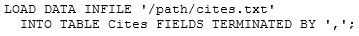 LOAD DATA INFILE '/path/cites.txt'
INTO TABLE Cites FIELDS TERMINATED BY ',';